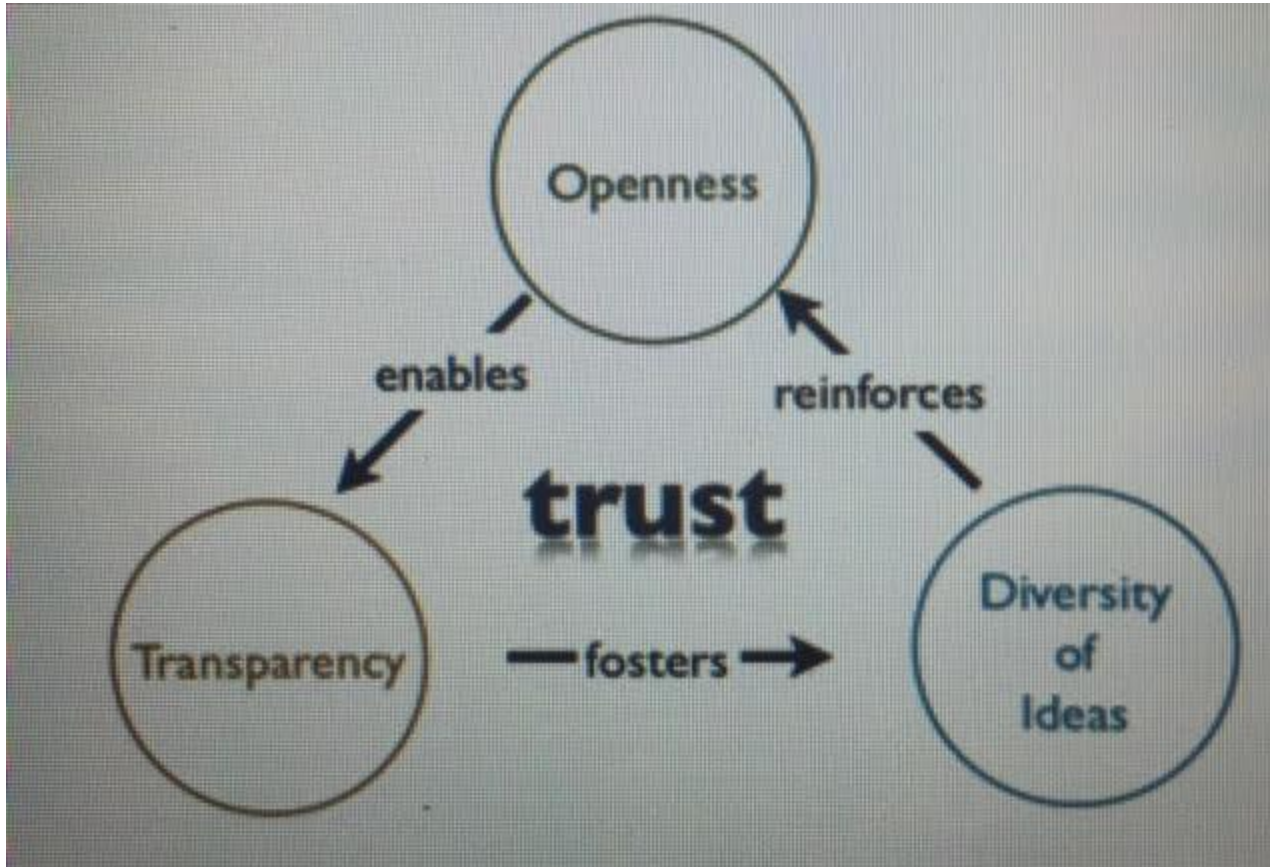 Openness
enables
reinforces
trust
Transparency
fosters
Diversity
of
Ideas